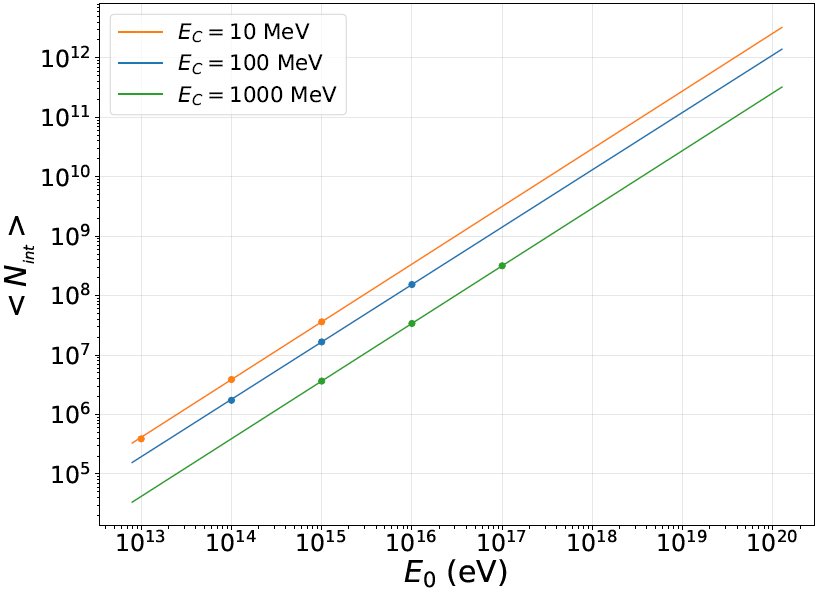 E_C = 10 MeV
E_C = 100 MeV
E_C = 1000 MeV
10^12
10^11
10^10
10^9
10^8
10^7
10^6
10^5
< N_int >
10^13 10^14 10^15 10^16 10^17 10^18 10^19 10^20
E_0 (eV)